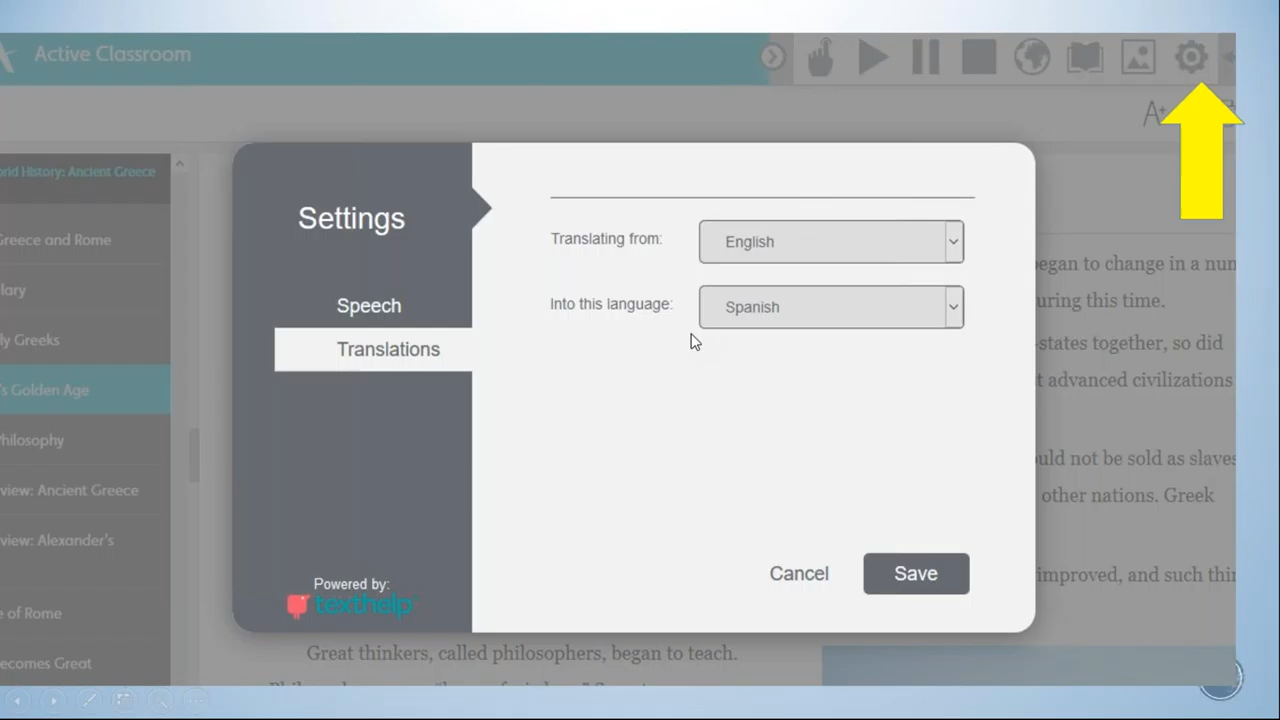 Active Classroom
A+
orld History: Ancient Greece
Greece and Rome
lary
ly Greeks
's Golden Age
Philosophy
view: Ancient Greece
view: Alexander's
e of Rome
ecomes Great
Settings
Speech
Translations
Powered by:
texthelp
Translating from:
English
Into this language:
Spanish
Cancel
Save
egan to change in a num
uring this time.
-states together, so did
t advanced civilizations
uld not be sold as slaves
other nations. Greek
improved, and such thin
Great thinkers, called philosophers, began to teach.